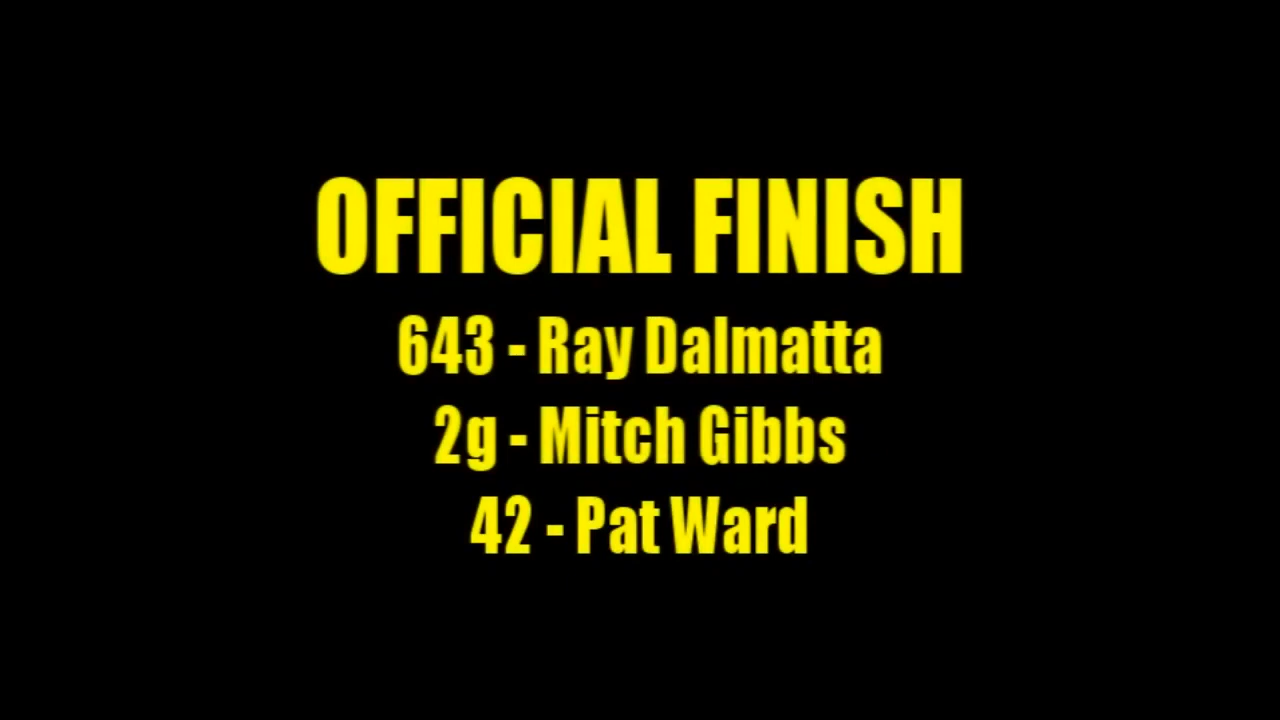 OFFICIAL FINISH
643 - Ray Dalmatta
2g - Mitch Gibbs
42 - Pat Ward